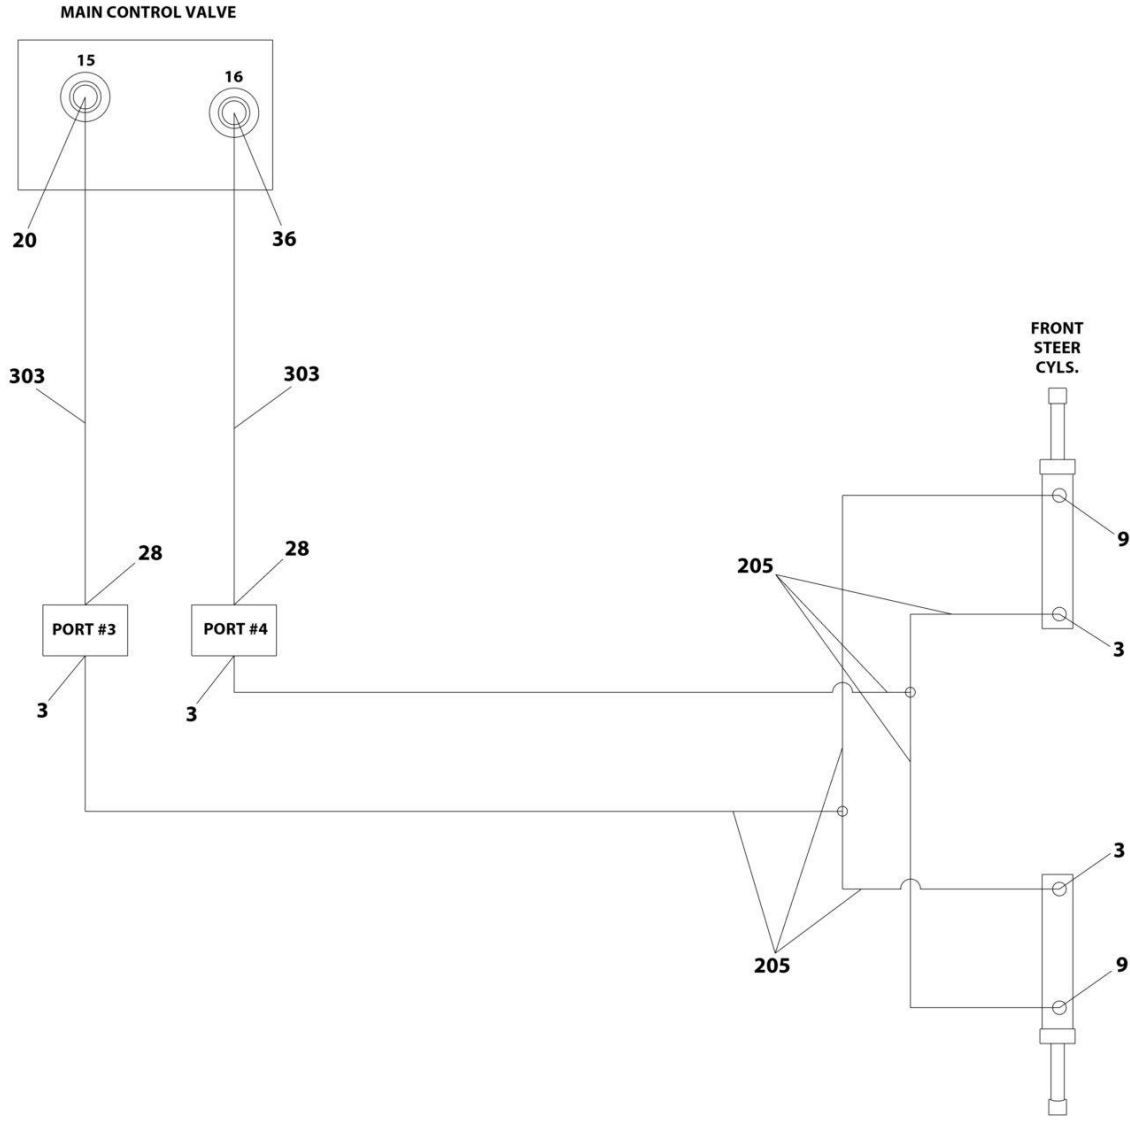 MAIN CONTROL VALVE
15
16
20
36
FRONT
STEER
CYLS.
303
303
9
28
28
205
PORT #3
PORT #4
3
3
3
3
9
205